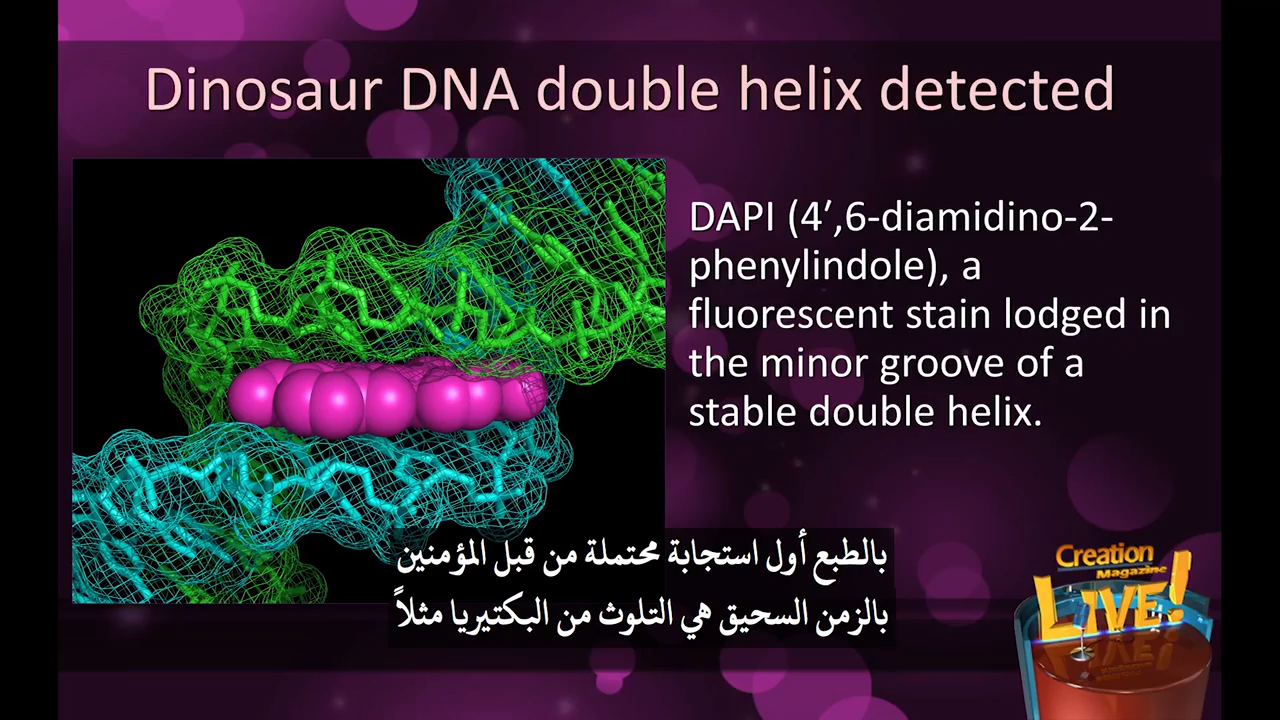 Dinosaur DNA double helix detected
DAPI (4′,6-diamidino-2-
phenylindole), a
fluorescent stain lodged in
the minor groove of a
stable double helix.
بالطبع أول استجابة محتملة من قبل المؤمنين
بالزمن السحيق هي التلوث من البكتيريا مثلاً
Creation
Magazine
LIVE!